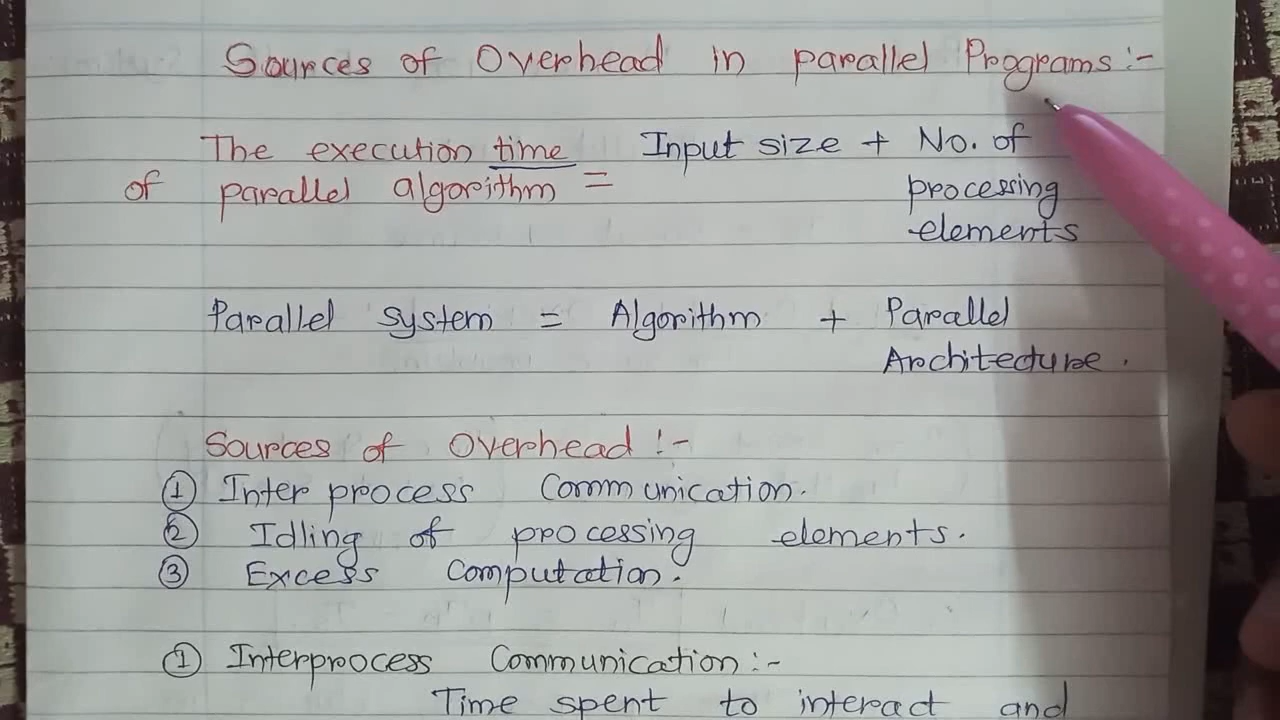 Sources of Overhead in parallel Programs :-
The execution time = Input size + No. of
of parallel algorithm processing
elements
Parallel system = Algorithm + Parallel
Architecture.
Sources of Overhead :-
① Inter process Communication.
② Idling of processing elements.
③ Excess Computation.
① Interprocess Communication :-
Time spent to interact and